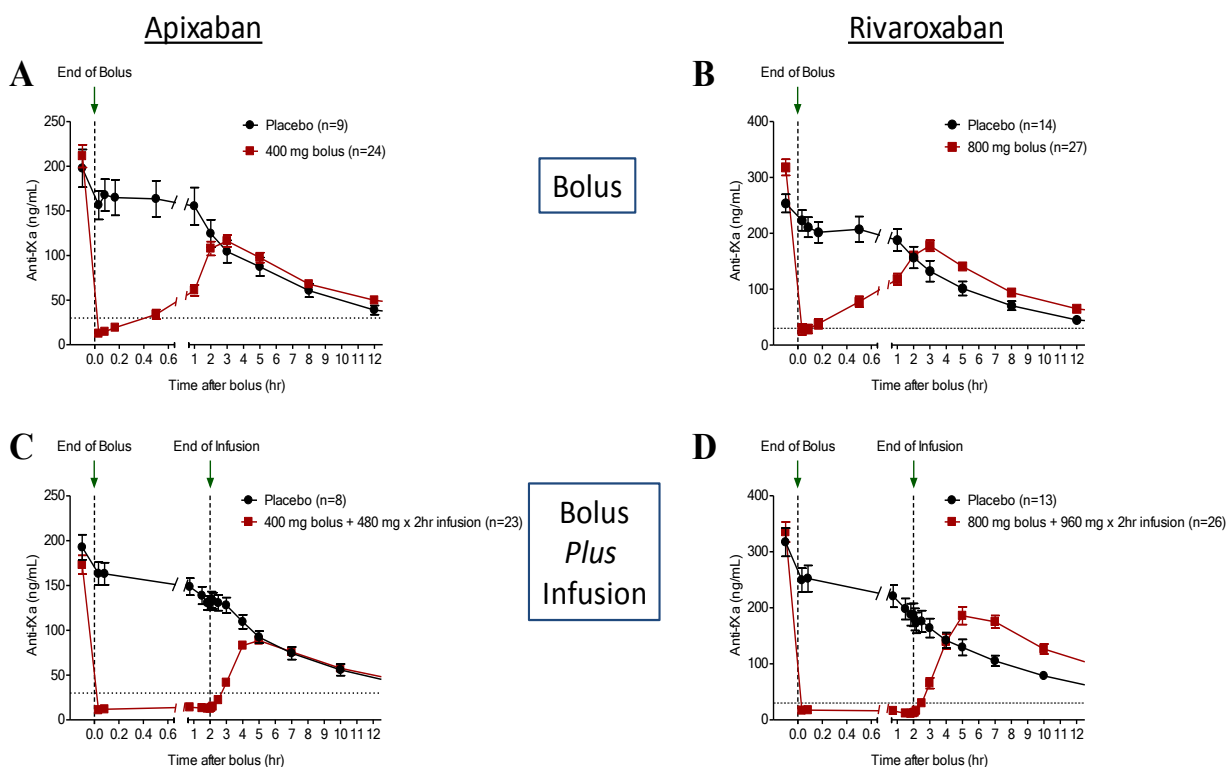 Apixaban
Rivaroxaban
A
End of Bolus
Placebo (n=9)
400 mg bolus (n=24)
Anti-fXa (ng/mL)
250
200
150
100
50
0
0.0 0.2 0.4 0.6 1 2 3 4 5 6 7 8 9 10 11 12
Time after bolus (hr)
Bolus
B
End of Bolus
Placebo (n=14)
800 mg bolus (n=27)
Anti-fXa (ng/mL)
400
300
200
100
0
0.0 0.2 0.4 0.6 1 2 3 4 5 6 7 8 9 10 11 12
Time after bolus (hr)
C
End of Bolus
End of Infusion
Placebo (n=8)
400 mg bolus + 480 mg x 2hr infusion (n=23)
Anti-fXa (ng/mL)
250
200
150
100
50
0
0.0 0.2 0.4 0.6 1 2 3 4 5 6 7 8 9 10 11 12
Time after bolus (hr)
Bolus
Plus
Infusion
D
End of Bolus
End of Infusion
Placebo (n=13)
800 mg bolus + 960 mg x 2hr infusion (n=26)
Anti-fXa (ng/mL)
400
300
200
100
0
0.0 0.2 0.4 0.6 1 2 3 4 5 6 7 8 9 10 11 12
Time after bolus (hr)